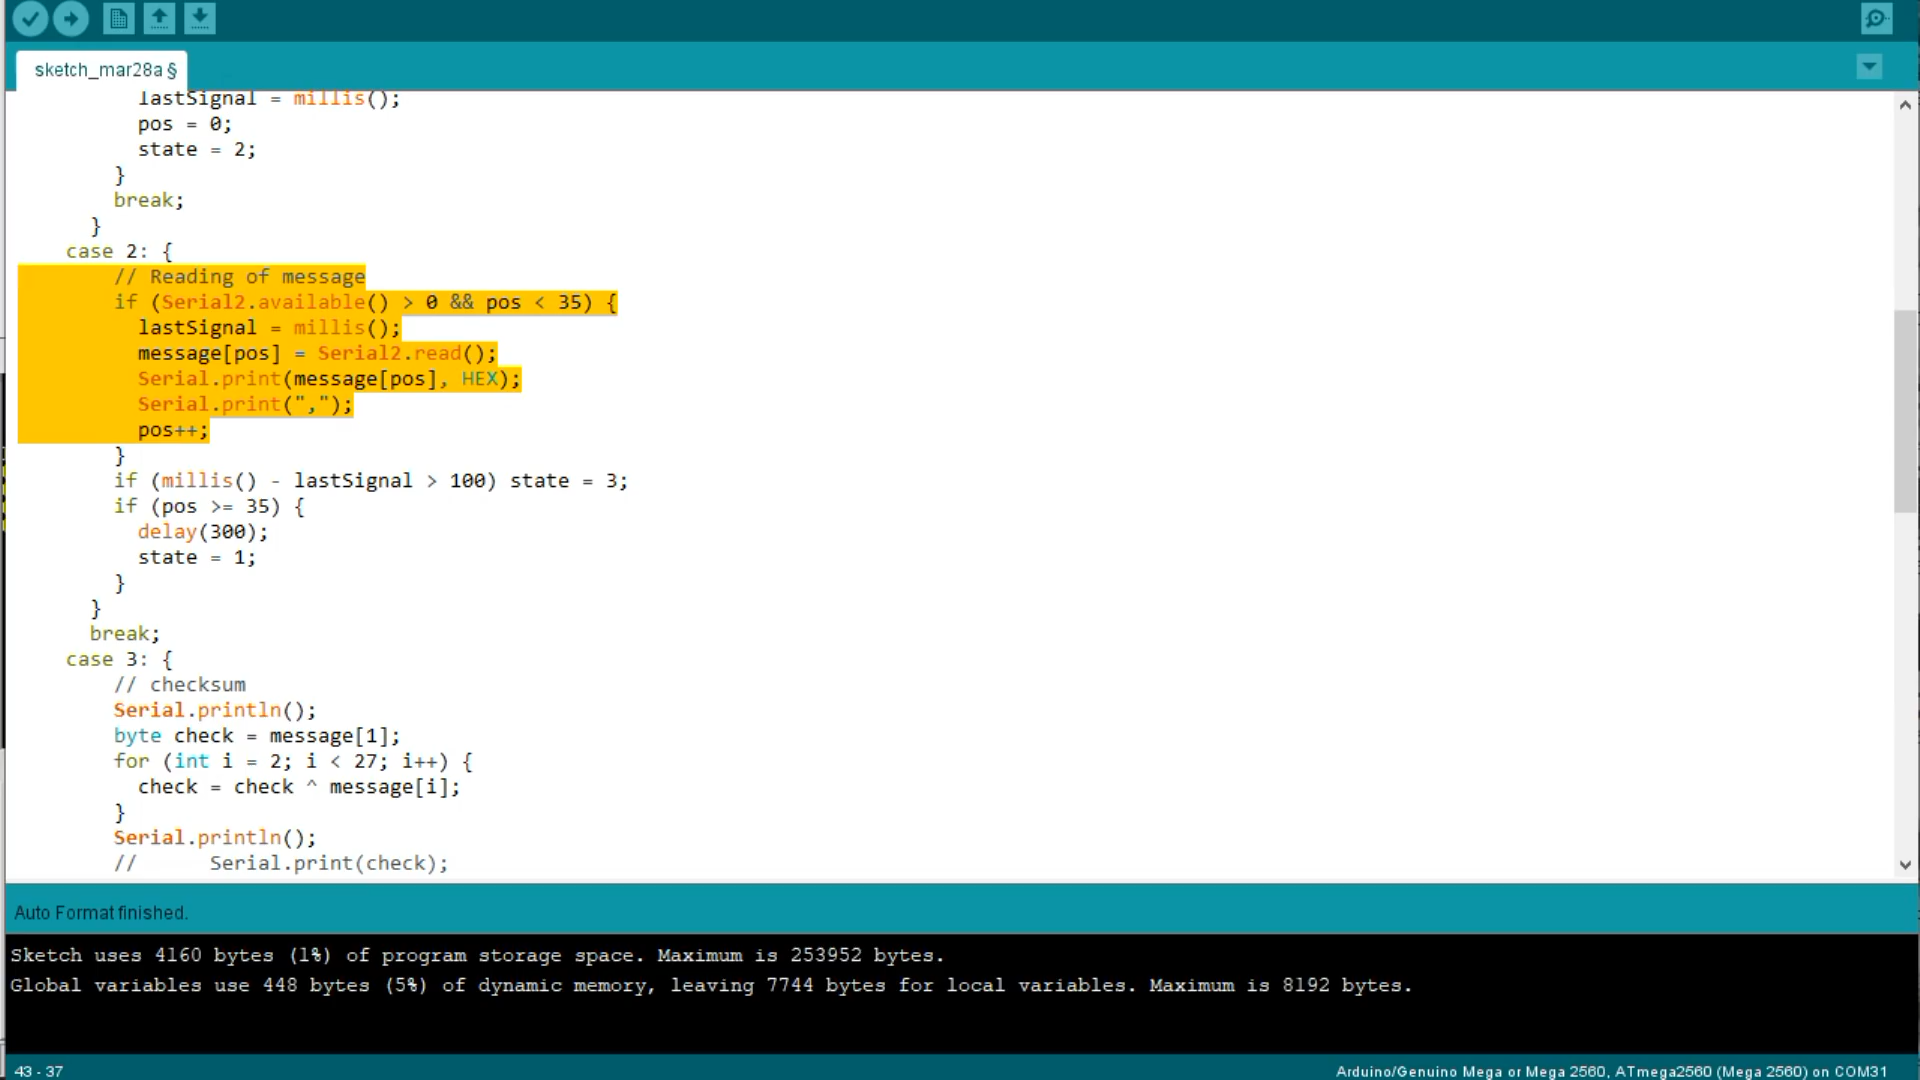 sketch_mar28a §
lastSignal = millis();
pos = 0;
state = 2;
}
break;
}
case 2: {
// Reading of message
if (Serial2.available() > 0 && pos < 35) {
lastSignal = millis();
message[pos] = Serial2.read();
Serial.print(message[pos], HEX);
Serial.print(",");
pos++;
}
if (millis() - lastSignal > 100) state = 3;
if (pos >= 35) {
delay(300);
state = 1;
}
}
break;
case 3: {
// checksum
Serial.println();
byte check = message[1];
for (int i = 2; i < 27; i++) {
check = check ^ message[i];
}
Serial.println();
//      Serial.print(check);
Auto Format finished.
Sketch uses 4160 bytes (1%) of program storage space. Maximum is 253952 bytes.
Global variables use 448 bytes (5%) of dynamic memory, leaving 7744 bytes for local variables. Maximum is 8192 bytes.
43 - 37
Arduino/Genuino Mega or Mega 2560, ATmega2560 (Mega 2560) on COM31